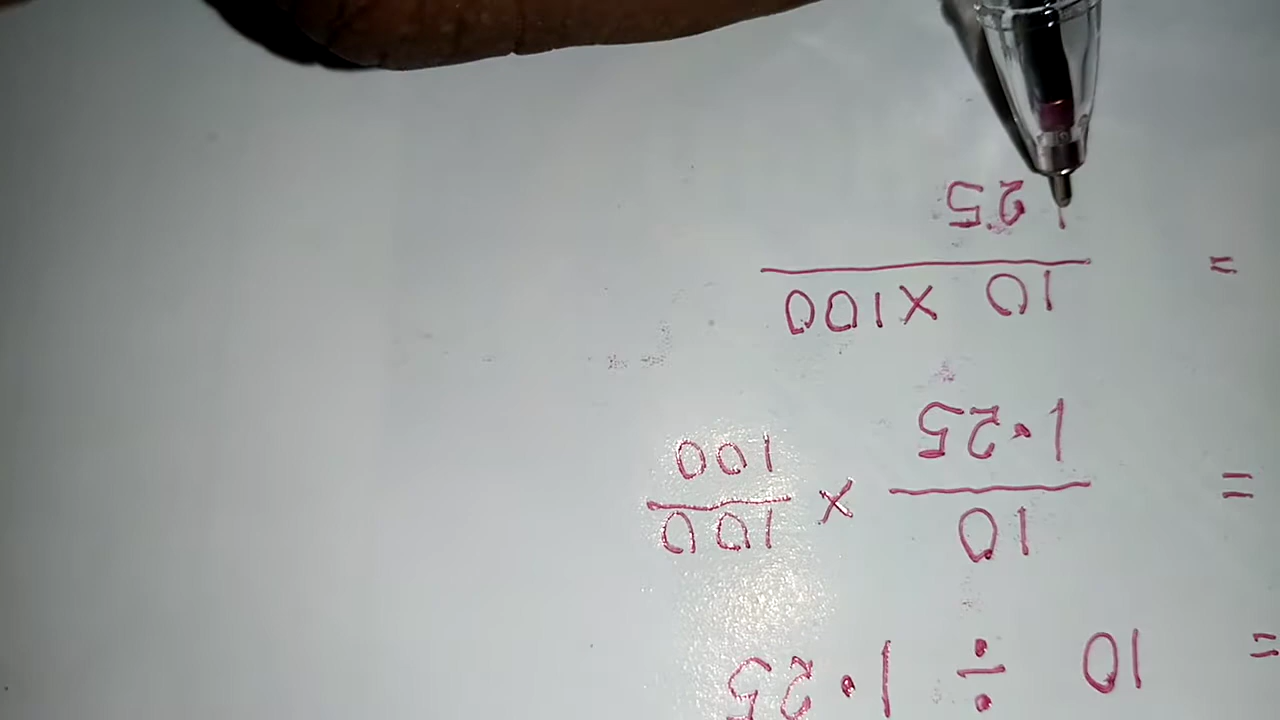 = 10 ÷ 1.25
= 10/1.25 × 100/100
= 10 × 100/125